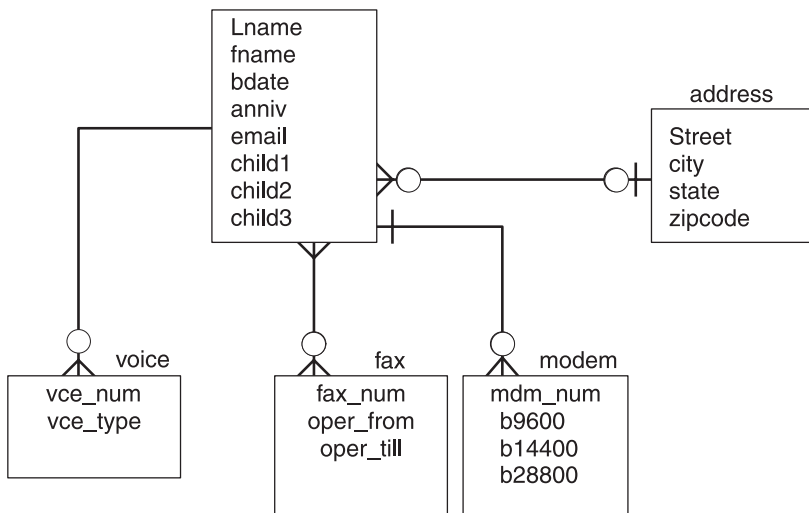 Lname
fname
bdate
anniv
email
child1
child2
child3
address
Street
city
state
zipcode
voice
vce_num
vce_type
fax
fax_num
oper_from
oper_till
modem
mdm_num
b9600
b14400
b28800